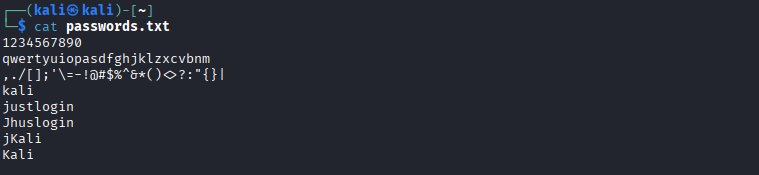 ┌──(kali㉿kali)-[~]
└─$ cat passwords.txt
1234567890
qwertyuiopasdfghjklzxcvbnm
,./[];'\=-!@#$%^&*()<>?:"{}|
kali
justlogin
Jhuslogin
jKali
Kali